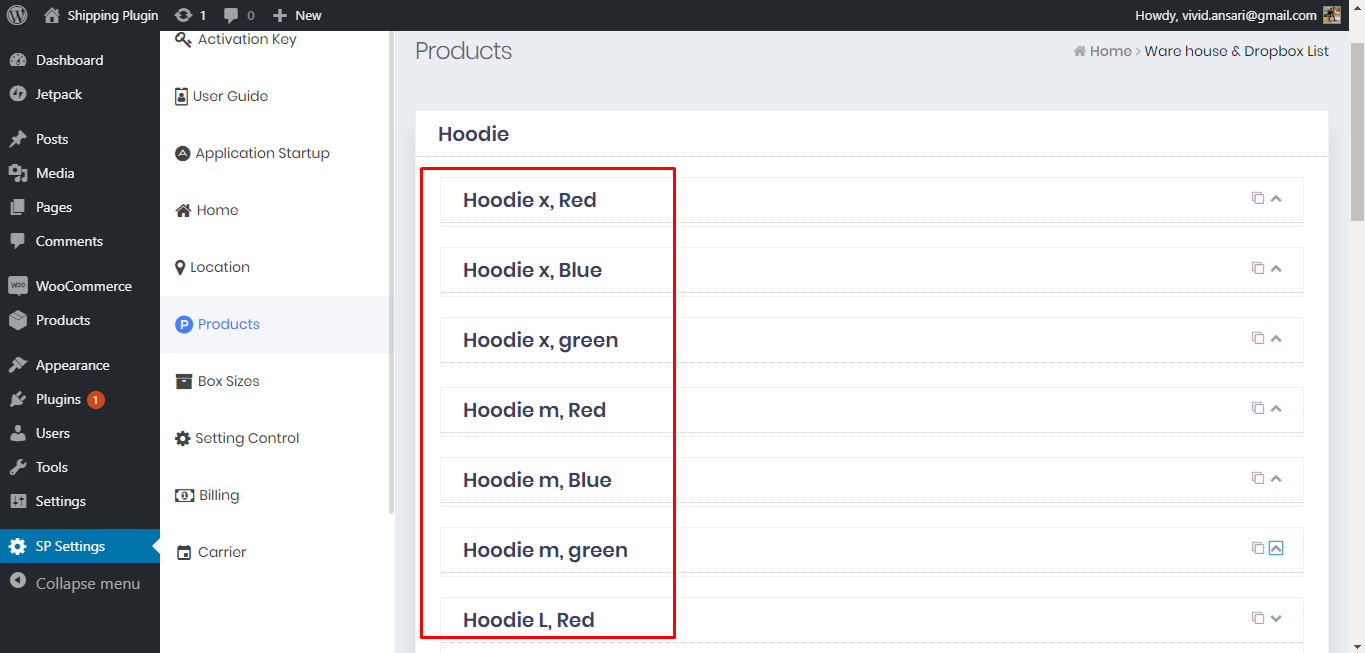 Shipping Plugin 1 0 New Howdy, vivid.ansari@gmail.com
Dashboard
Jetpack
Posts
Media
Pages
Comments
WooCommerce
Products
Appearance
Plugins 1
Users
Tools
Settings
SP Settings
Collapse menu
Activation Key
User Guide
Application Startup
Home
Location
Products
Box Sizes
Setting Control
Billing
Carrier
Products
Home > Ware house & Dropbox List
Hoodie
Hoodie x, Red
Hoodie x, Blue
Hoodie x, green
Hoodie m, Red
Hoodie m, Blue
Hoodie m, green
Hoodie L, Red